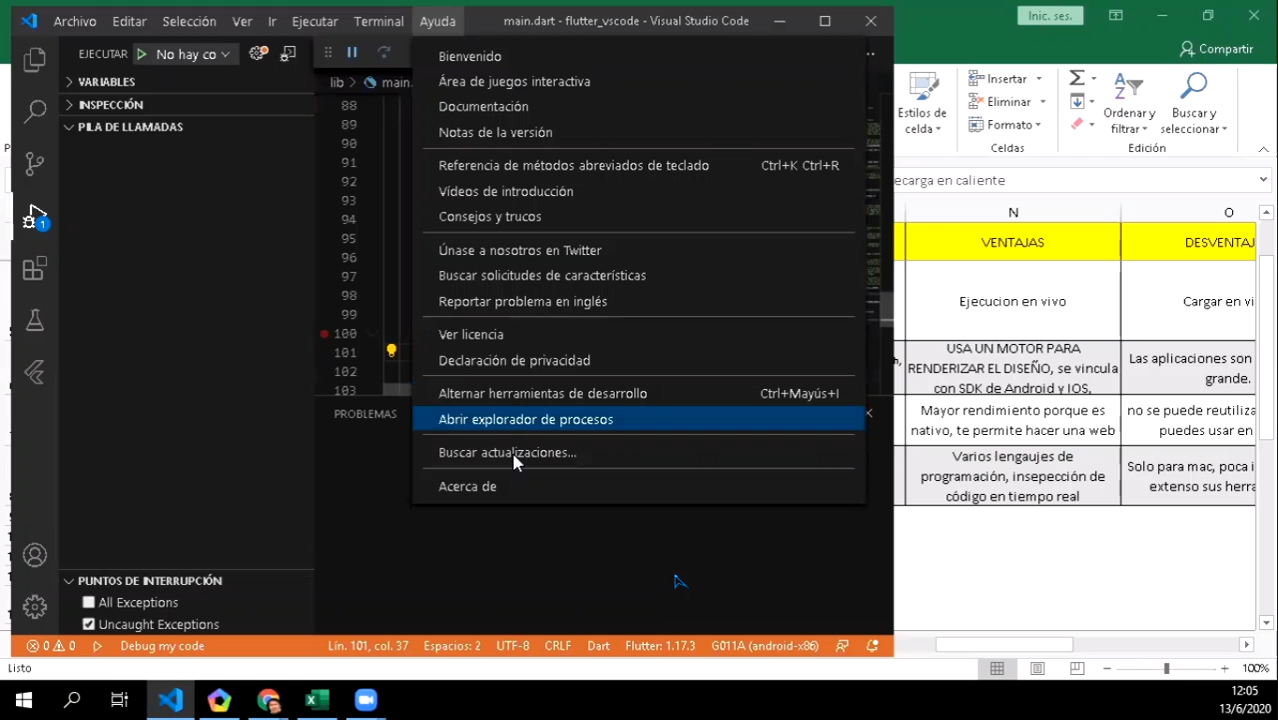 Archivo Editar Selección Ver Ir Ejecutar Terminal Ayuda main.dart - flutter_vscode - Visual Studio Code
Inic. ses.
Compartir
EJECUTAR No hay co
VARIABLES
INSPECCIÓN
PILA DE LLAMADAS
lib > main.
88
89
90
91
92
93
94
95
96
97
98
99
100
101
102
103
PROBLEMAS
Bienvenido
Área de juegos interactiva
Documentación
Notas de la versión
Referencia de métodos abreviados de teclado Ctrl+K Ctrl+R
Vídeos de introducción
Consejos y trucos
Únase a nosotros en Twitter
Buscar solicitudes de características
Reportar problema en inglés
Ver licencia
Declaración de privacidad
Alternar herramientas de desarrollo Ctrl+Mayús+I
Abrir explorador de procesos
Buscar actualizaciones...
Acerca de
1
PUNTOS DE INTERRUPCIÓN
All Exceptions
Uncaught Exceptions
0 0 Debug my code Lín. 101, col. 37 Espacios: 2 UTF-8 CRLF Dart Flutter: 1.17.3 G011A (android-x86)
Estilos de
celda
Insertar
Eliminar
Formato
Celdas
Ordenar y
filtrar
Buscar y
seleccionar
Edición
ecarga en caliente
N O
VENTAJAS DESVENTAJ
Ejecucion en vivo
Cargar en vi
USA UN MOTOR PARA
RENDERIZAR EL DISEÑO, se vincula
con SDK de Android y IOS,
Las aplicaciones son
grande.
Mayor rendimiento porque es
nativo, te permite hacer una web
no se puede reutiliza
puedes usar en
Varios lengaujes de
programación, insepección de
código en tiempo real
Solo para mac, poca i
extenso sus herra
Listo
100%
12:05
13/6/2020